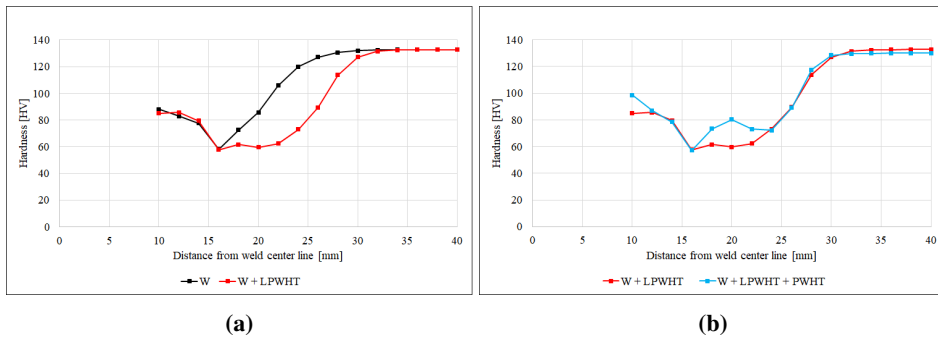 140
120
100
80
60
40
20
0
Hardness [HV]
0 5 10 15 20 25 30 35 40
Distance from weld center line [mm]
W W + LPWHT
(a)
140
120
100
80
60
40
20
0
Hardness [HV]
0 5 10 15 20 25 30 35 40
Distance from weld center line [mm]
W + LPWHT W + LPWHT + PWHT
(b)